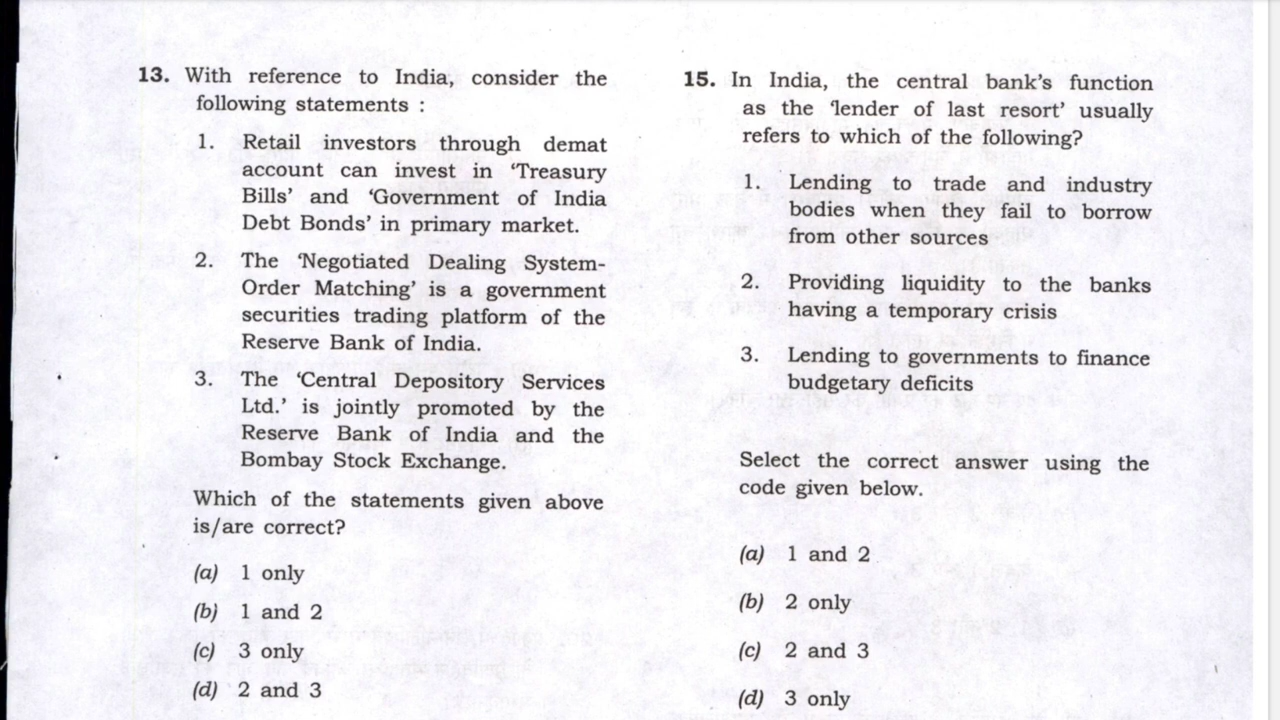 13. With reference to India, consider the
following statements :
1. Retail investors through demat
account can invest in ‘Treasury
Bills’ and ‘Government of India
Debt Bonds’ in primary market.
2. The ‘Negotiated Dealing System-
Order Matching’ is a government
securities trading platform of the
Reserve Bank of India.
3. The ‘Central Depository Services
Ltd.’ is jointly promoted by the
Reserve Bank of India and the
Bombay Stock Exchange.
Which of the statements given above
is/are correct?
(a) 1 only
(b) 1 and 2
(c) 3 only
(d) 2 and 3
15. In India, the central bank’s function
as the ‘lender of last resort’ usually
refers to which of the following?
1. Lending to trade and industry
bodies when they fail to borrow
from other sources
2. Providing liquidity to the banks
having a temporary crisis
3. Lending to governments to finance
budgetary deficits
Select the correct answer using the
code given below.
(a) 1 and 2
(b) 2 only
(c) 2 and 3
(d) 3 only